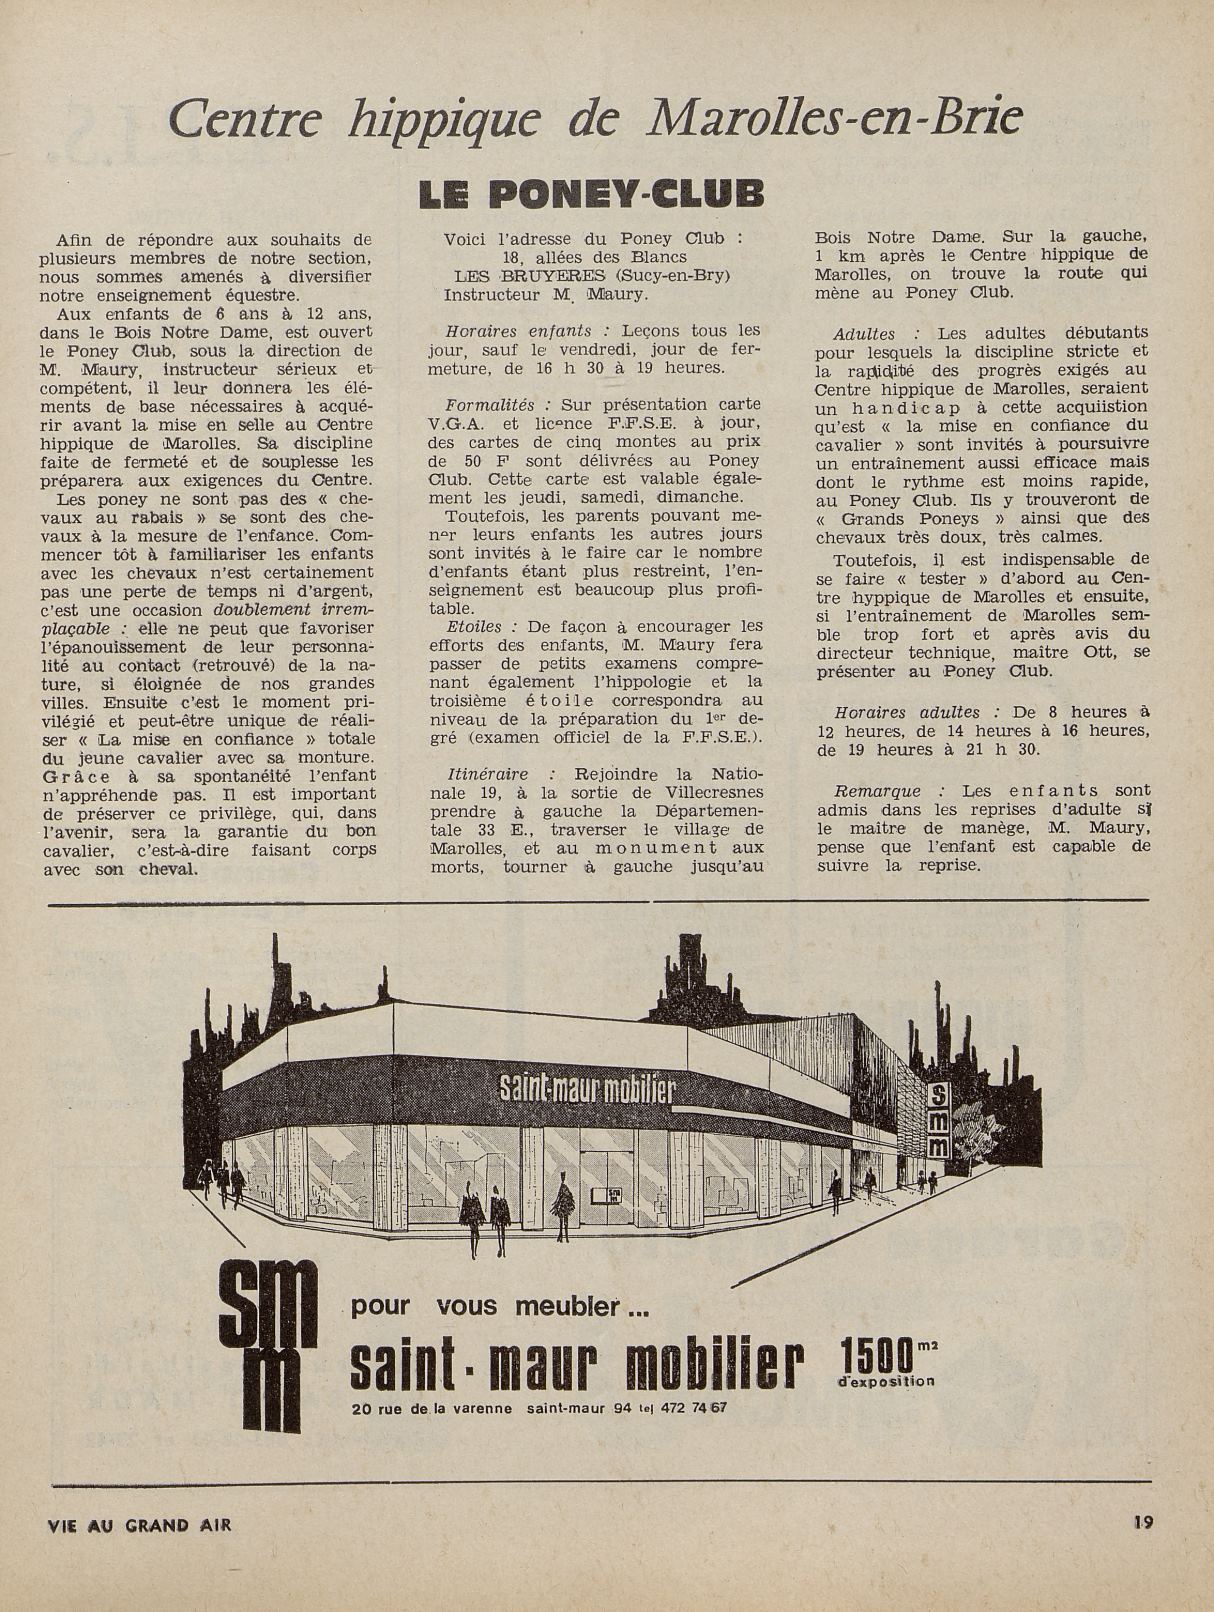 Centre hippique de Marolles-en-Brie
LE PONEY-CLUB
Afin de répondre aux souhaits de
plusieurs membres de notre section,
nous sommes amenés à diversifier
notre enseignement équestre.
Aux enfants de 6 ans à 12 ans,
dans le Bois Notre Dame, est ouvert
le Poney Club, sous la direction de
M. Maury, instructeur sérieux et
compétent, il leur donnera les élé-
ments de base nécessaires à acqué-
rir avant la mise en selle au Centre
hippique de Marolles. Sa discipline
faite de fermeté et de souplesse les
préparera aux exigences du Centre.
Les poney ne sont pas des « che-
vaux au rabais » se sont des che-
vaux à la mesure de l'enfance. Com-
mencer tôt à familiariser les enfants
avec les chevaux n'est certainement
pas une perte de temps ni d'argent,
c'est une occasion doublement irrem-
plaçable : elle ne peut que favoriser
l'épanouissement de leur personna-
lité au contact (retrouvé) de la na-
ture, si éloignée de nos grandes
villes. Ensuite c'est le moment pri-
vilégié et peut-être unique de réali-
ser « La mise en confiance » totale
du jeune cavalier avec sa monture.
Grâce à sa spontanéité l'enfant
n'appréhende pas. Il est important
de préserver ce privilège, qui, dans
l'avenir, sera la garantie du bon
cavalier, c'est-à-dire faisant corps
avec son cheval.
Voici l'adresse du Poney Club :
18, allées des Blancs
LES BRUYERES (Sucy-en-Bry)
Instructeur M. Maury.
Horaires enfants : Leçons tous les
jour, sauf le vendredi, jour de fer-
meture, de 16 h 30 à 19 heures.
Formalités : Sur présentation carte
V.G.A. et licence F.F.S.E. à jour,
des cartes de cinq montes au prix
de 50 F sont délivrées au Poney
Club. Cette carte est valable égale-
ment les jeudi, samedi, dimanche.
Toutefois, les parents pouvant me-
ner leurs enfants les autres jours
sont invités à le faire car le nombre
d'enfants étant plus restreint, l'en-
seignement est beaucoup plus profi-
table.
Etoiles : De façon à encourager les
efforts des enfants, M. Maury fera
passer de petits examens compre-
nant également l'hippologie et la
troisième étoile correspondra au
niveau de la préparation du 1er de-
gré (examen officiel de la F.F.S.E.).
Itinéraire : Rejoindre la Natio-
nale 19, à la sortie de Villecresnes
prendre à gauche la Départemen-
tale 33 E., traverser le village de
Marolles, et au monument aux
morts, tourner à gauche jusqu'au
Bois Notre Dame. Sur la gauche,
1 km après le Centre hippique de
Marolles, on trouve la route qui
mène au Poney Club.
Adultes : Les adultes débutants
pour lesquels la discipline stricte et
la rapidité des progrès exigés au
Centre hippique de Marolles, seraient
un handicap à cette acquiistion
qu'est « la mise en confiance du
cavalier » sont invités à poursuivre
un entraînement aussi efficace mais
dont le rythme est moins rapide,
au Poney Club. Ils y trouveront de
« Grands Poneys » ainsi que des
chevaux très doux, très calmes.
Toutefois, il est indispensable de
se faire « tester » d'abord au Cen-
tre hyppique de Marolles et ensuite,
si l'entraînement de Marolles sem-
ble trop fort et après avis du
directeur technique, maître Ott, se
présenter au Poney Club.
Horaires adultes : De 8 heures à
12 heures, de 14 heures à 16 heures,
de 19 heures à 21 h 30.
Remarque : Les enfants sont
admis dans les reprises d'adulte si
le maître de manège, M. Maury,
pense que l'enfant est capable de
suivre la reprise.
saint-maur mobilier
s
m
m
sm
m
sm
m
pour vous meubler...
saint-maur mobilier 1500 m2
d'exposition
20 rue de la varenne saint-maur 94 tel 472 74 67
VIE AU GRAND AIR
19